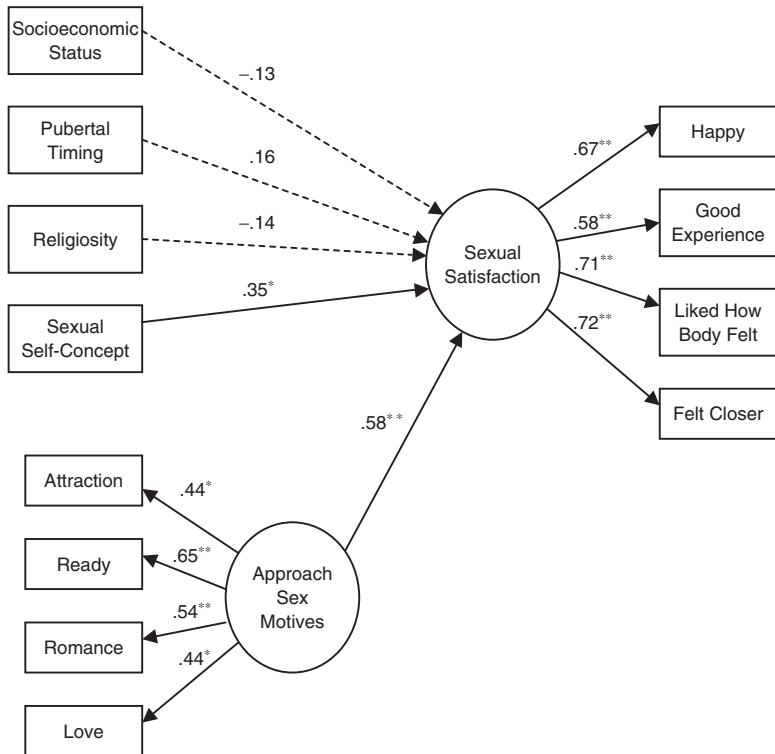 Socioeconomic
Status
–.13
Pubertal
Timing
.16
Religiosity
–.14
Sexual
Self-Concept
.35*
Sexual
Satisfaction
.67**
Happy
.58**
Good
Experience
.71**
Liked How
Body Felt
.72**
Felt Closer
.58**
Attraction
.44*
Ready
.65**
Romance
.54**
Love
.44*
Approach
Sex
Motives